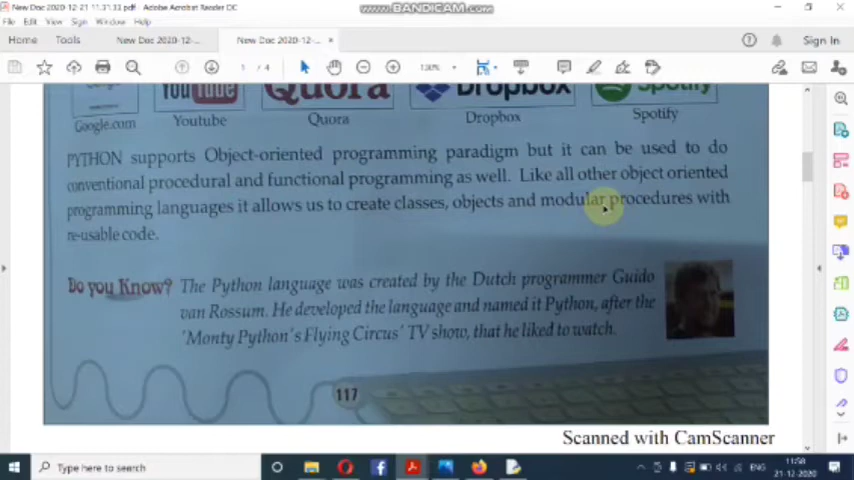 New Doc 2020-12-21 11.31.33.pdf - Adobe Acrobat Reader DC
www.BANDICAM.com
File Edit View Sign Window Help
Home Tools New Doc 2020-12-... New Doc 2020-12-... × Sign In
1 / 4 130%
YouTube Quora Dropbox Spotify
Google.com Youtube Quora Dropbox Spotify
PYTHON supports Object-oriented programming paradigm but it can be used to do
conventional procedural and functional programming as well. Like all other object oriented
programming languages it allows us to create classes, objects and modular procedures with
re-usable code.
Do you Know? The Python language was created by the Dutch programmer Guido
van Rossum. He developed the language and named it Python, after the
'Monty Python's Flying Circus' TV show, that he liked to watch.
117
Scanned with CamScanner
Type here to search
ENG
11:58
21-12-2020